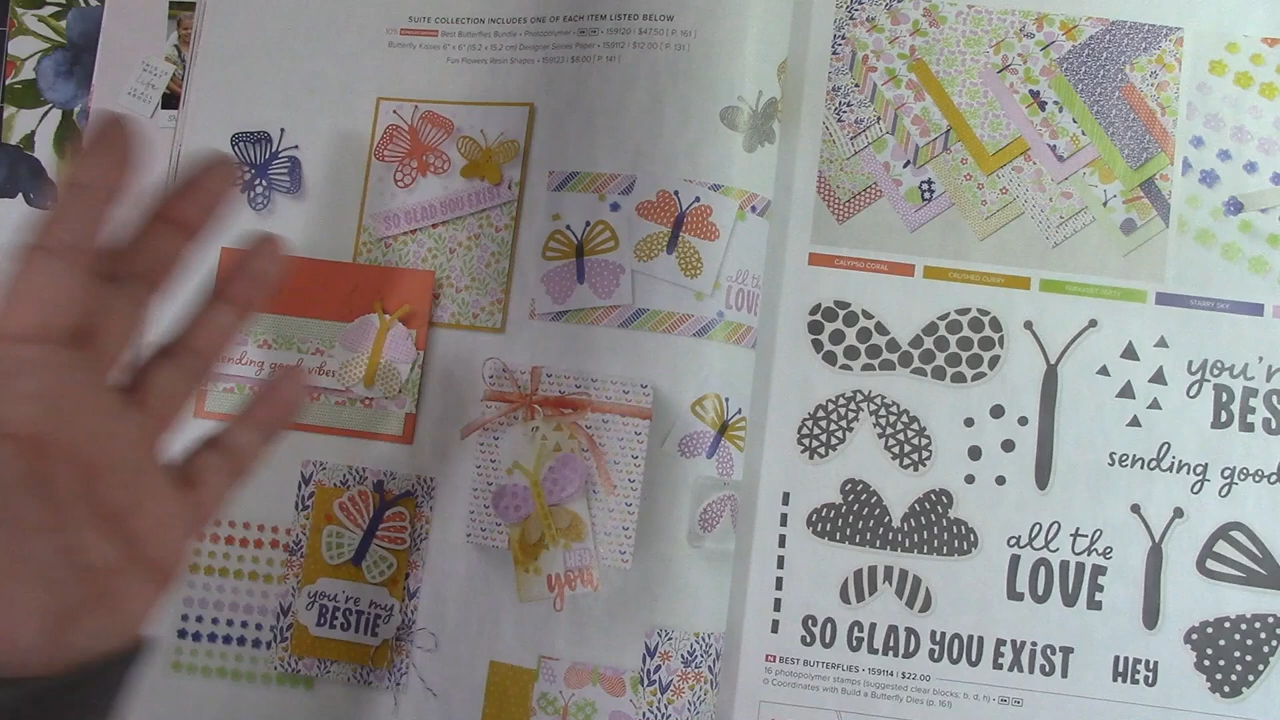 SUITE COLLECTION INCLUDES ONE OF EACH ITEM LISTED BELOW
Best Butterflies Bundle • Photopolymer • 159120 | $47.50 [ P. 161 ]
Butterfly Kisses 6" x 6" (15.2 x 15.2 cm) Designer Series Paper • 159112 | $12.00 [ P. 131 ]
Fun Flowers Resin Shapes • 159123 | $8.00 [ P. 141 ]
SO GLAD YOU EXIST
all the
LOVE
sending good vibes
HEY
you
you're my
BESTIE
CALYPSO CORAL
CRUSHED CURRY
STARRY SKY
you'r
BES
sending good
all the
LOVE
SO GLAD YOU EXIST
HEY
N BEST BUTTERFLIES • 159114 | $22.00
16 photopolymer stamps (suggested clear blocks: b, d, h) •
Coordinates with Build a Butterfly Dies (p. 161)